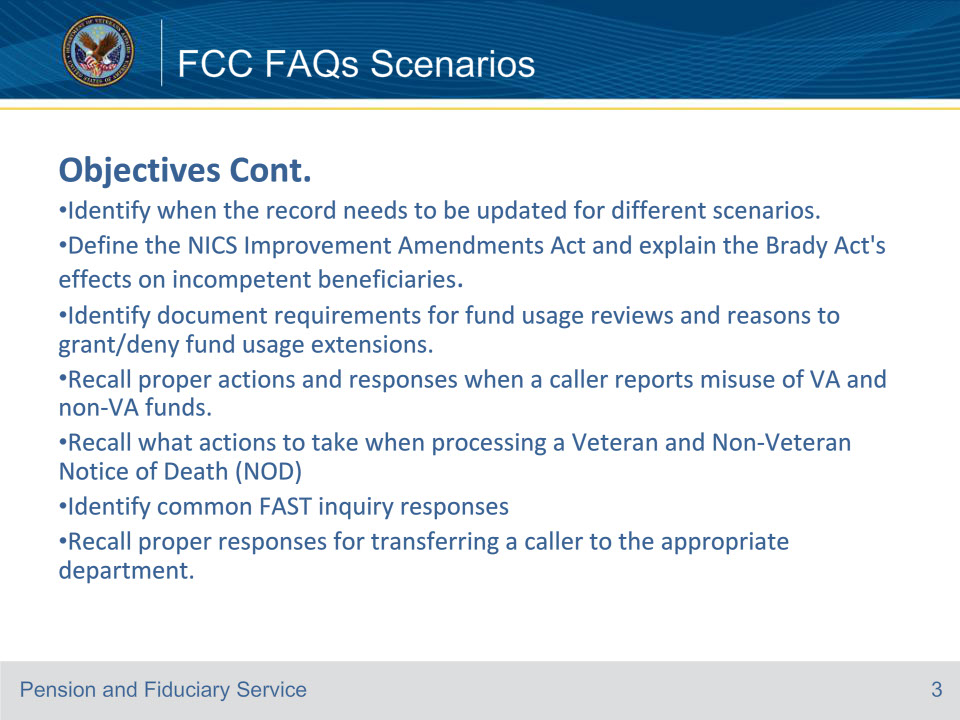 FCC FAQs Scenarios
Objectives Cont.
•Identify when the record needs to be updated for different scenarios.
•Define the NICS Improvement Amendments Act and explain the Brady Act's
effects on incompetent beneficiaries.
•Identify document requirements for fund usage reviews and reasons to
grant/deny fund usage extensions.
•Recall proper actions and responses when a caller reports misuse of VA and
non-VA funds.
•Recall what actions to take when processing a Veteran and Non-Veteran
Notice of Death (NOD)
•Identify common FAST inquiry responses
•Recall proper responses for transferring a caller to the appropriate
department.
Pension and Fiduciary Service
3